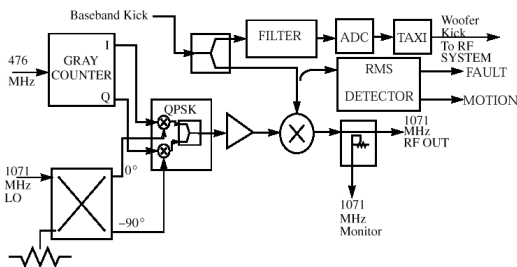 Baseband Kick
FILTER
ADC
TAXI
Woofer
Kick
To RF
SYSTEM
476
MHz
GRAY
COUNTER
I
Q
RMS
DETECTOR
FAULT
MOTION
QPSK
1071
MHz
LO
0°
−90°
1071
MHz
RF OUT
1071
MHz
Monitor